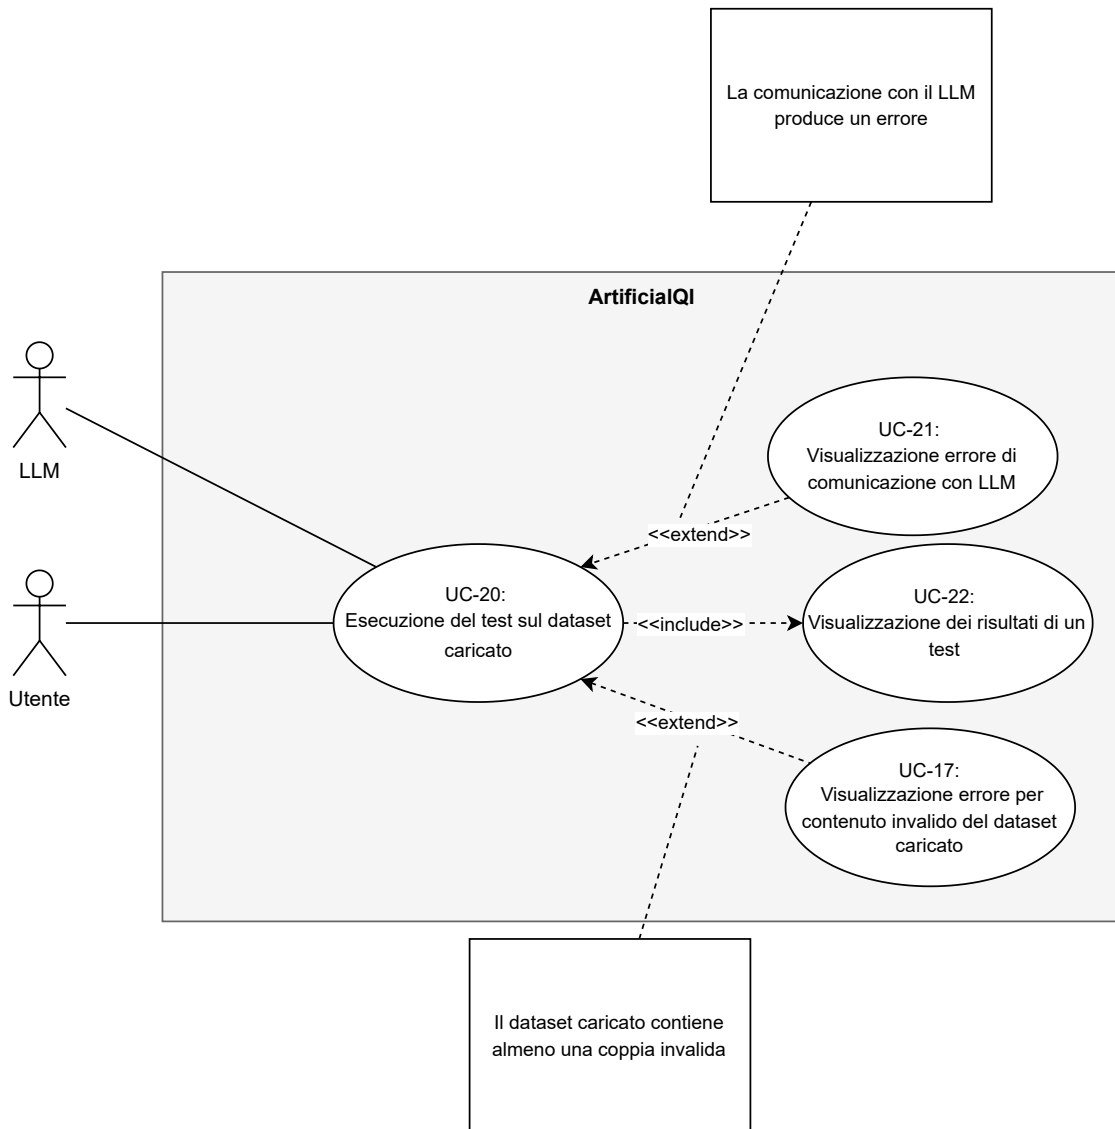 La comunicazione con il LLM
produce un errore
ArtificialQI
LLM
UC-21:
Visualizzazione errore di
comunicazione con LLM
<<extend>>
Utente
UC-20:
Esecuzione del test sul dataset
caricato
<<include>>
UC-22:
Visualizzazione dei risultati di un
test
<<extend>>
UC-17:
Visualizzazione errore per
contenuto invalido del dataset
caricato
Il dataset caricato contiene
almeno una coppia invalida